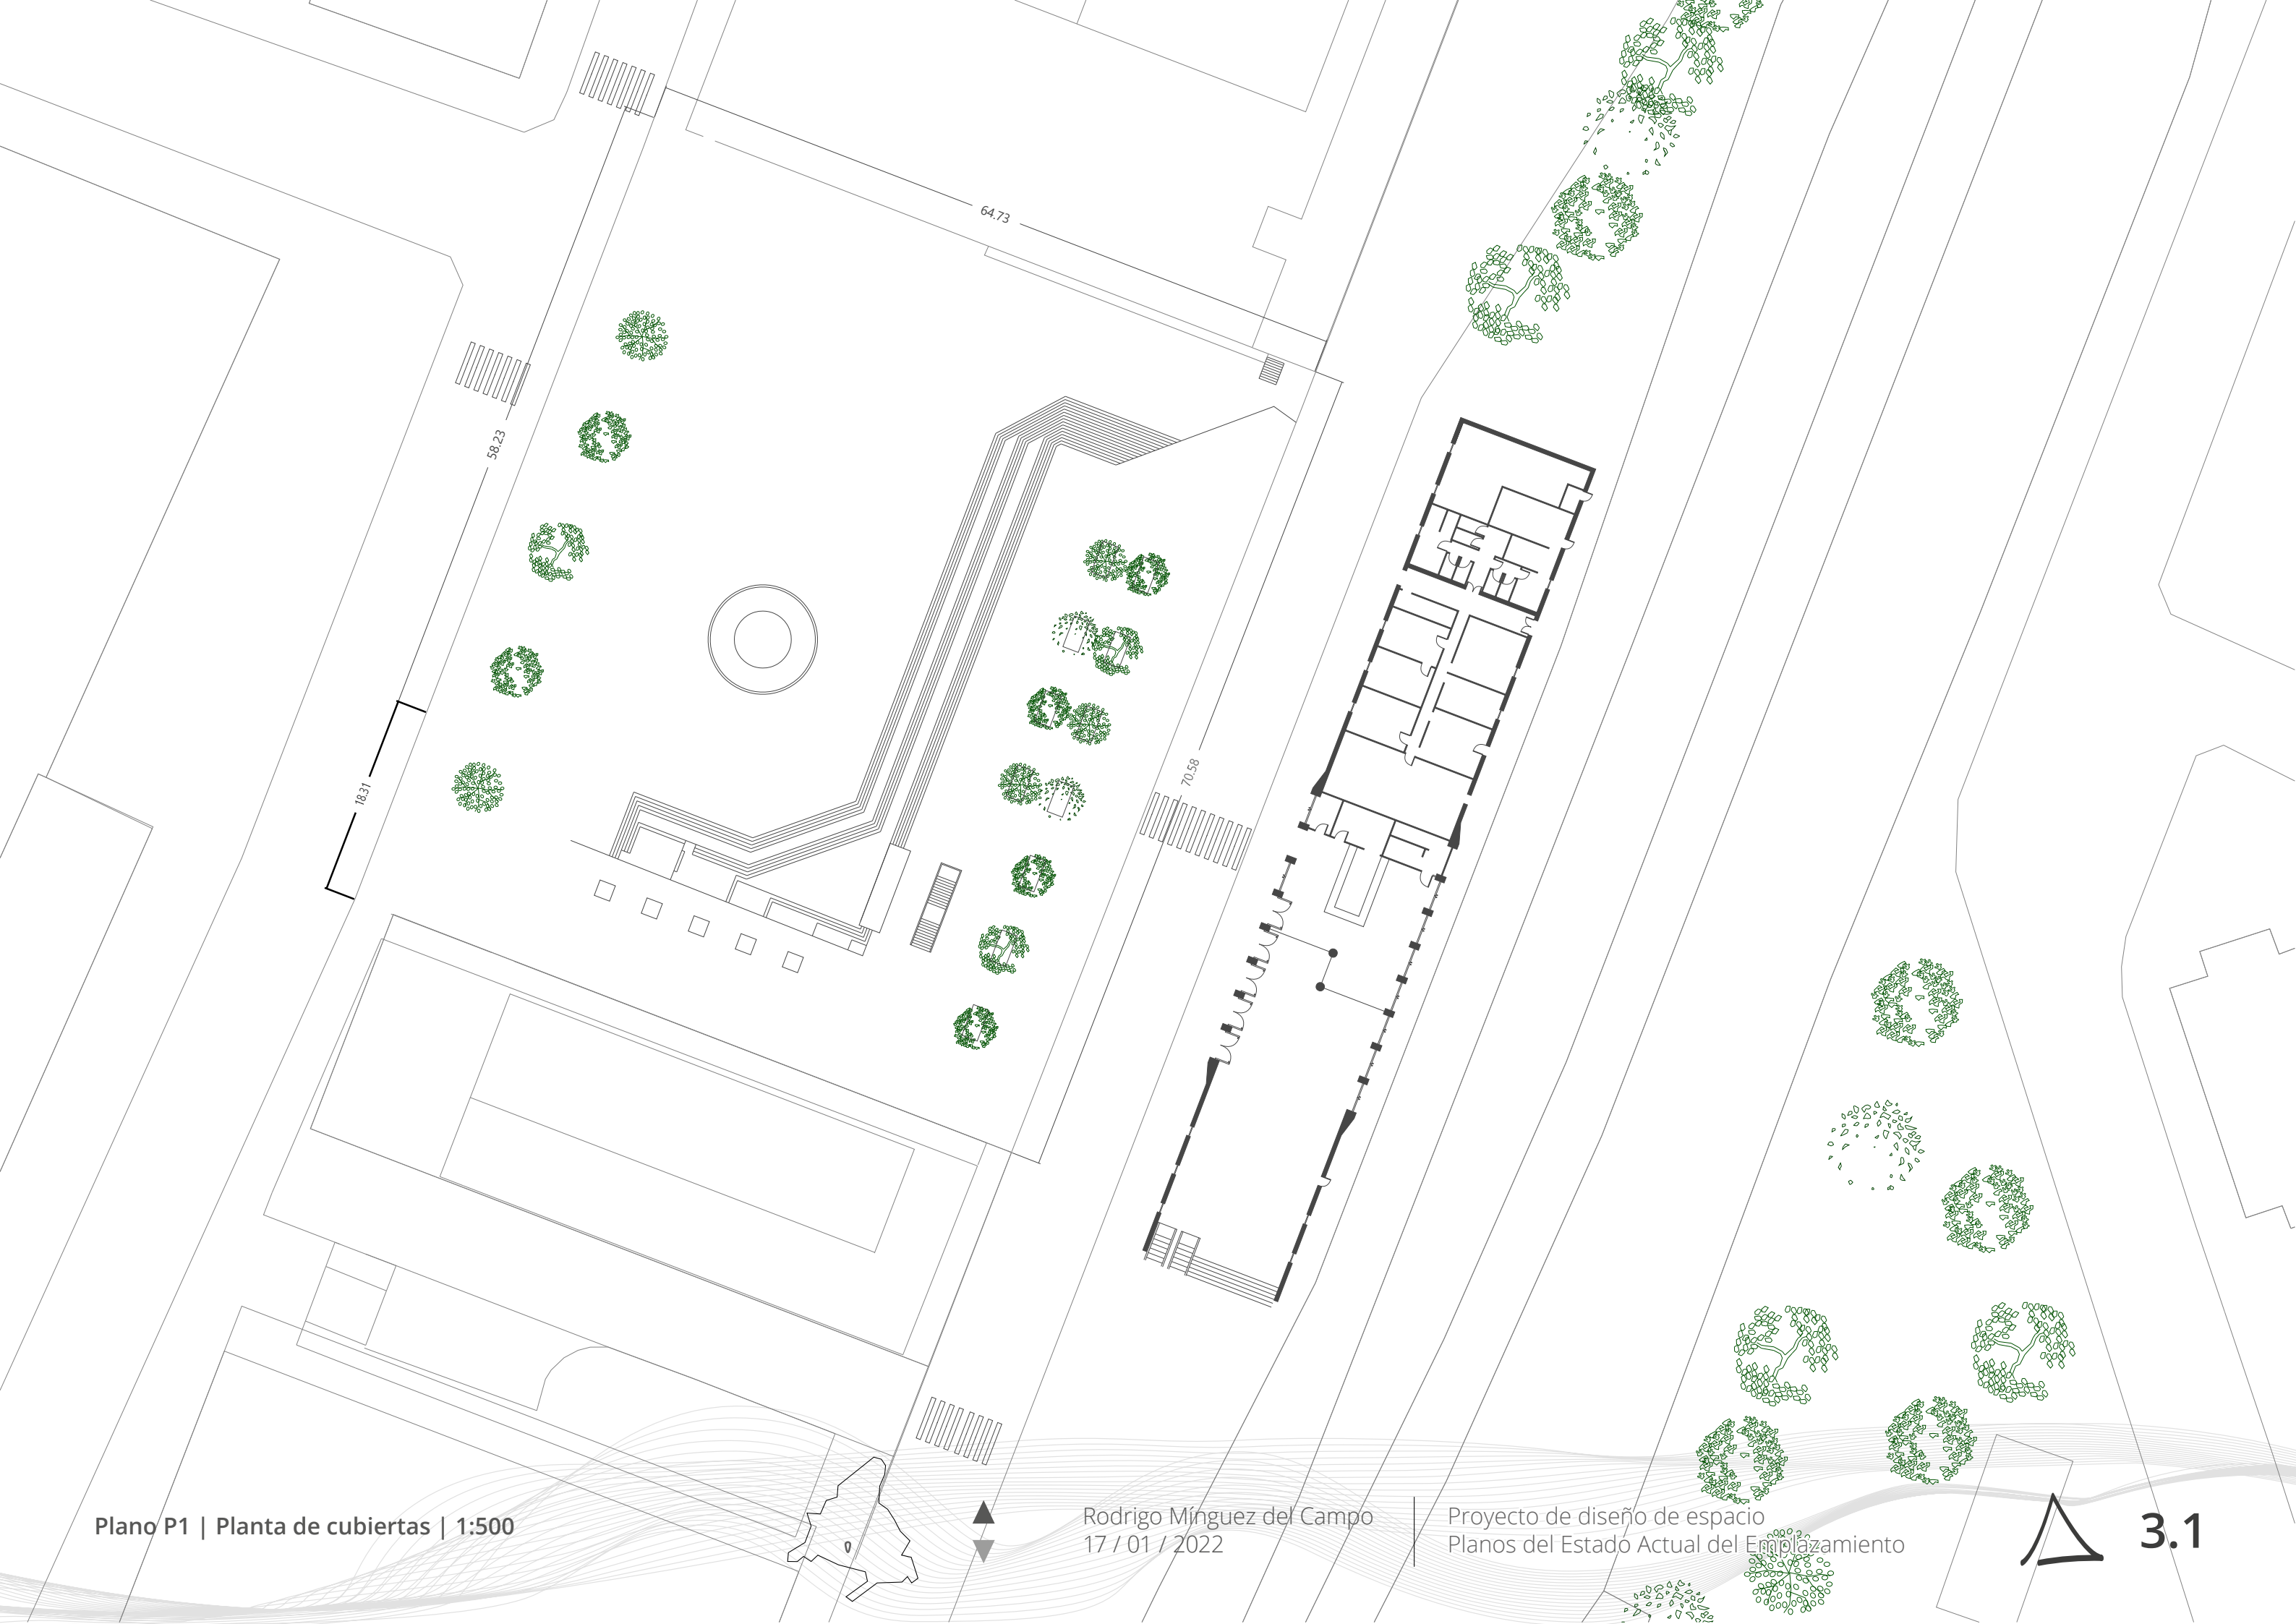 64.73
58.23
70.58
18.31
Plano P1 | Planta de cubiertas | 1:500
Rodrigo Mínguez del Campo
17 / 01 / 2022
Proyecto de diseño de espacio
Planos del Estado Actual del Emplazamiento
3.1